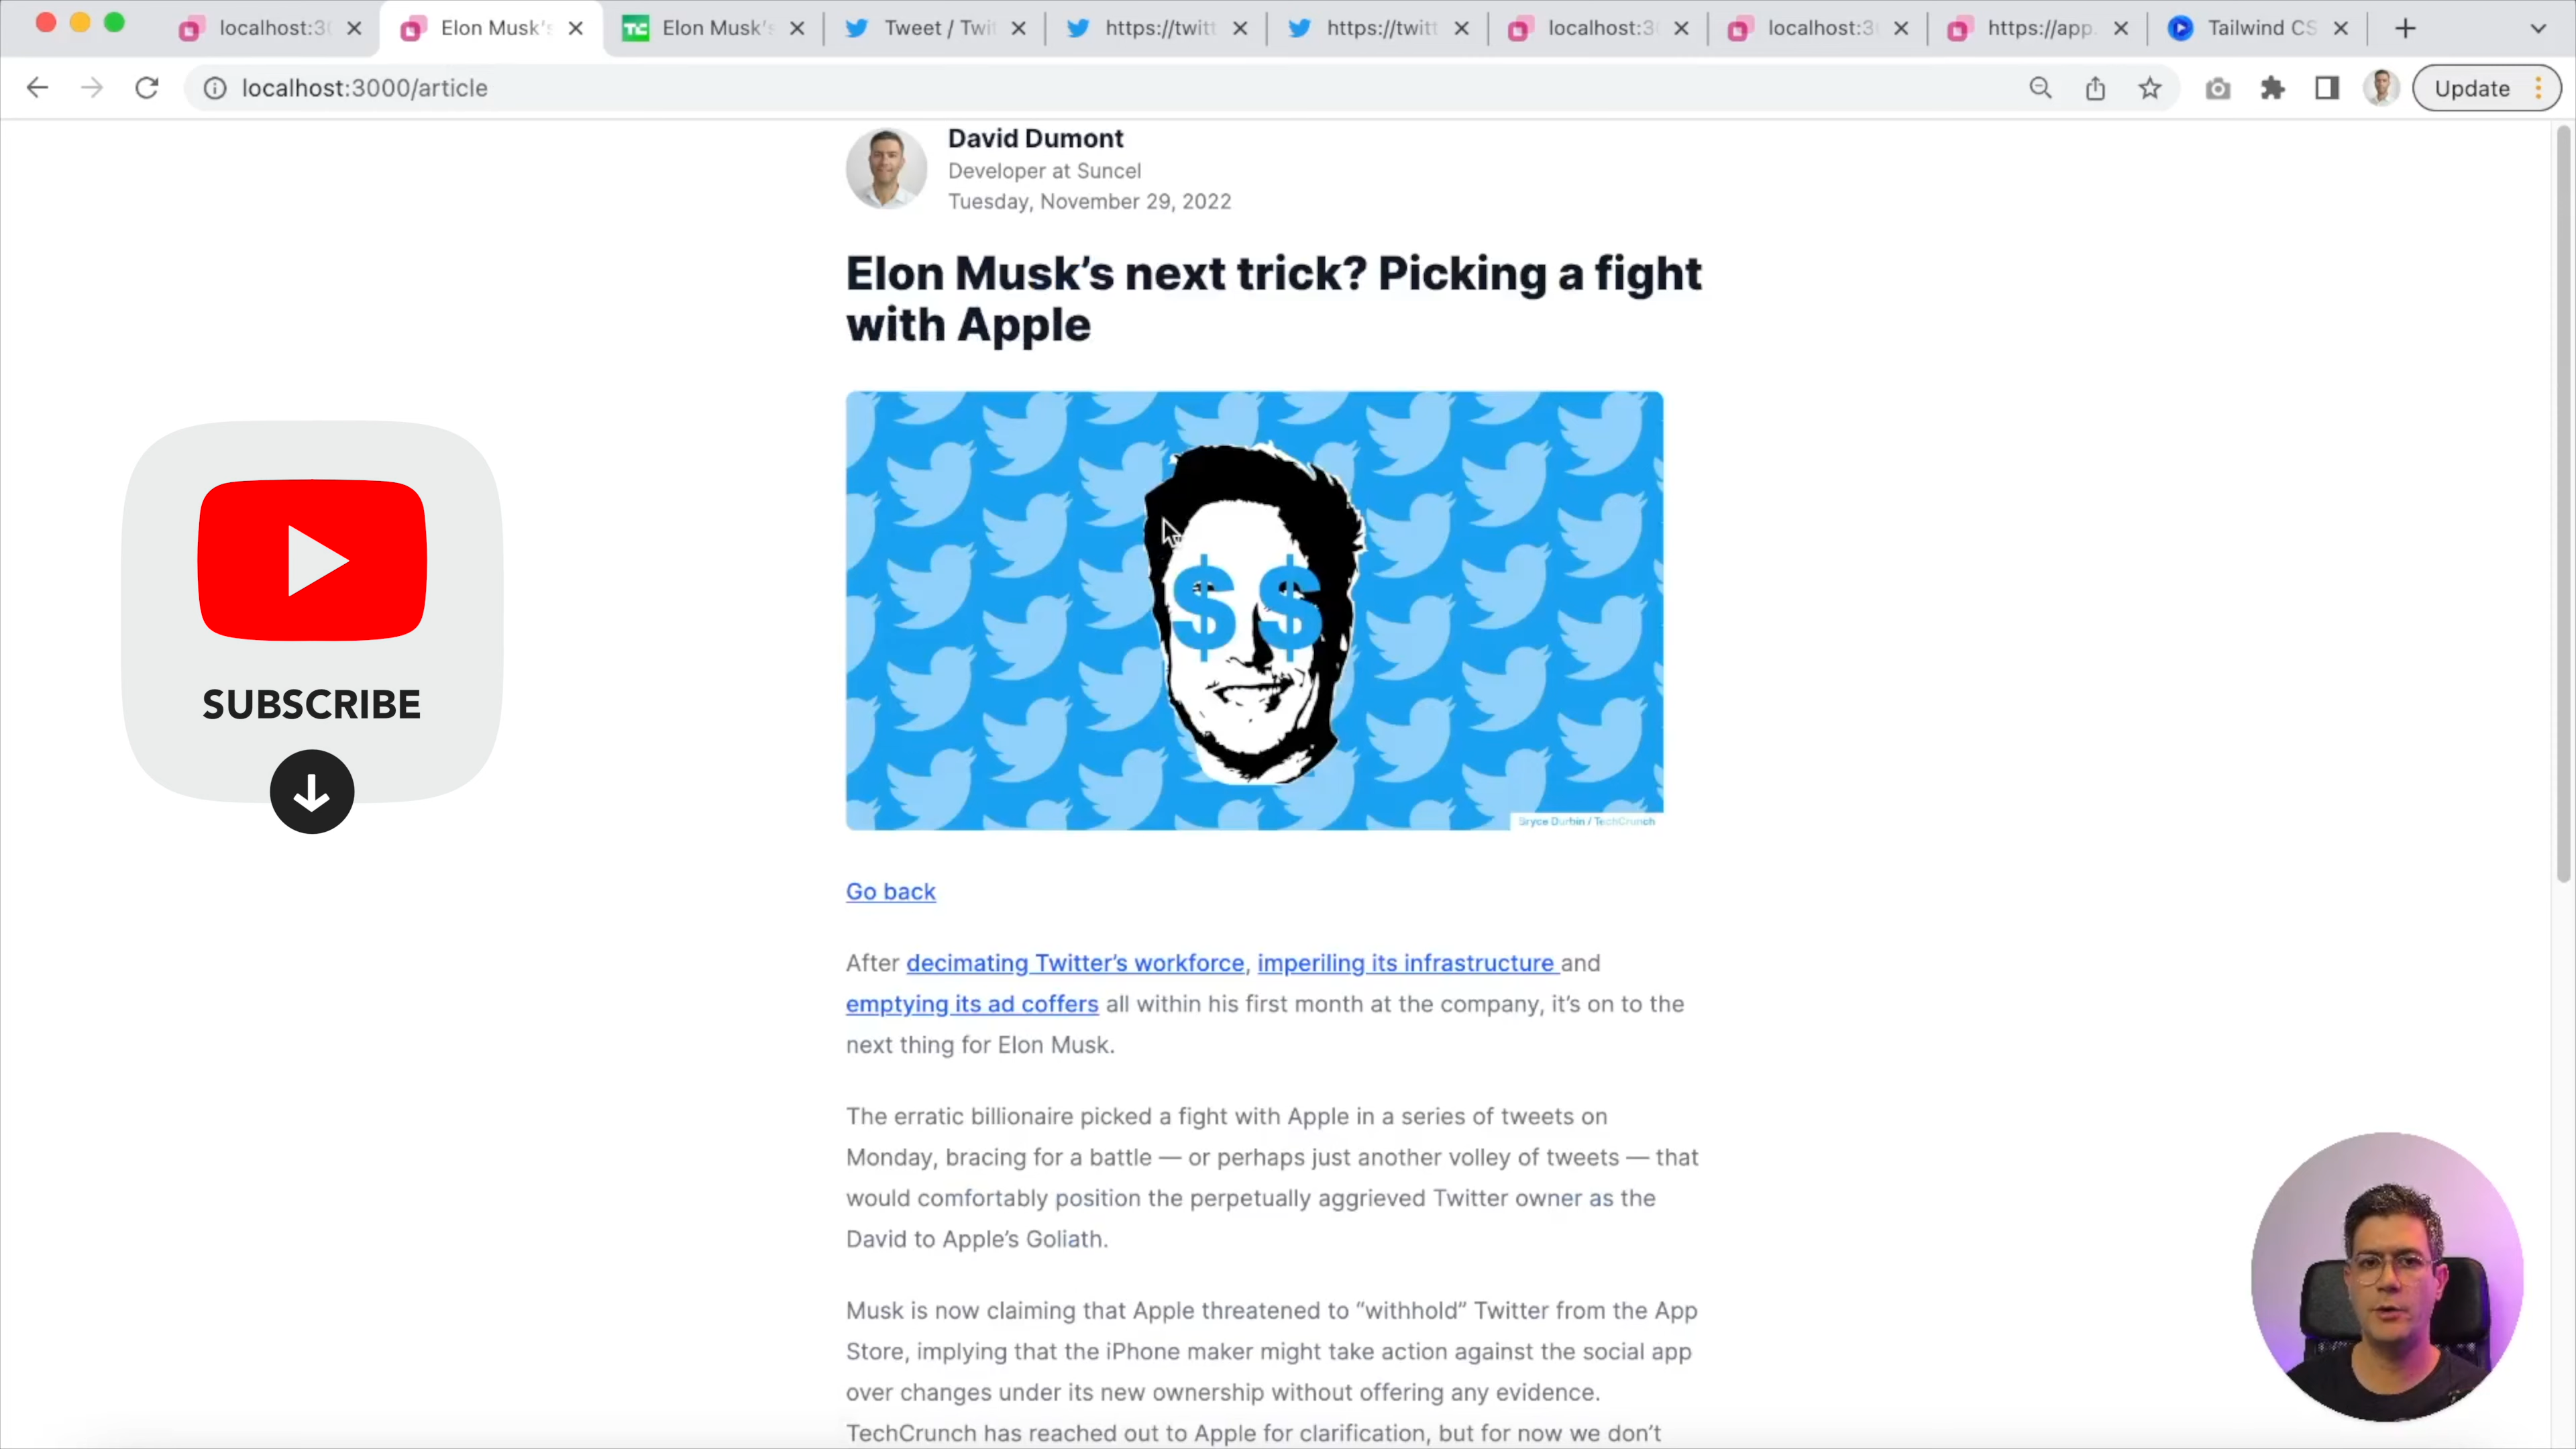 localhost:3
Elon Musk's
Elon Musk's
Tweet / Twi
https://twitt
https://twitt
localhost:3
localhost:3
https://app.
Tailwind CS
localhost:3000/article
Update
David Dumont
Developer at Suncel
Tuesday, November 29, 2022
Elon Musk’s next trick? Picking a fight
with Apple
$ $
Bryce Durbin / TechCrunch
SUBSCRIBE
Go back
After decimating Twitter’s workforce, imperiling its infrastructure and
emptying its ad coffers all within his first month at the company, it’s on to the
next thing for Elon Musk.
The erratic billionaire picked a fight with Apple in a series of tweets on
Monday, bracing for a battle — or perhaps just another volley of tweets — that
would comfortably position the perpetually aggrieved Twitter owner as the
David to Apple’s Goliath.
Musk is now claiming that Apple threatened to “withhold” Twitter from the App
Store, implying that the iPhone maker might take action against the social app
over changes under its new ownership without offering any evidence.
TechCrunch has reached out to Apple for clarification, but for now we don’t